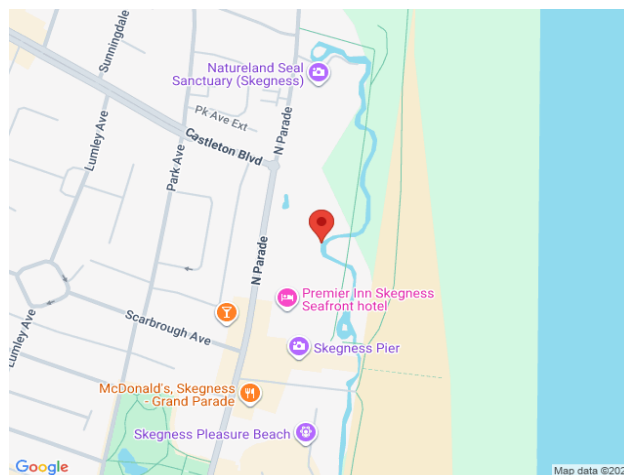 Sunningdale
Natureland Seal
Sanctuary (Skegness)
Pk Ave Ext
N Parade
Castleton Blvd
Lumley Ave
Park Ave
N Parade
Premier Inn Skegness
Seafront hotel
Scarbrough Ave
Lumley Ave
Skegness Pier
McDonald's, Skegness
- Grand Parade
Skegness Pleasure Beach
Google
Map data ©202